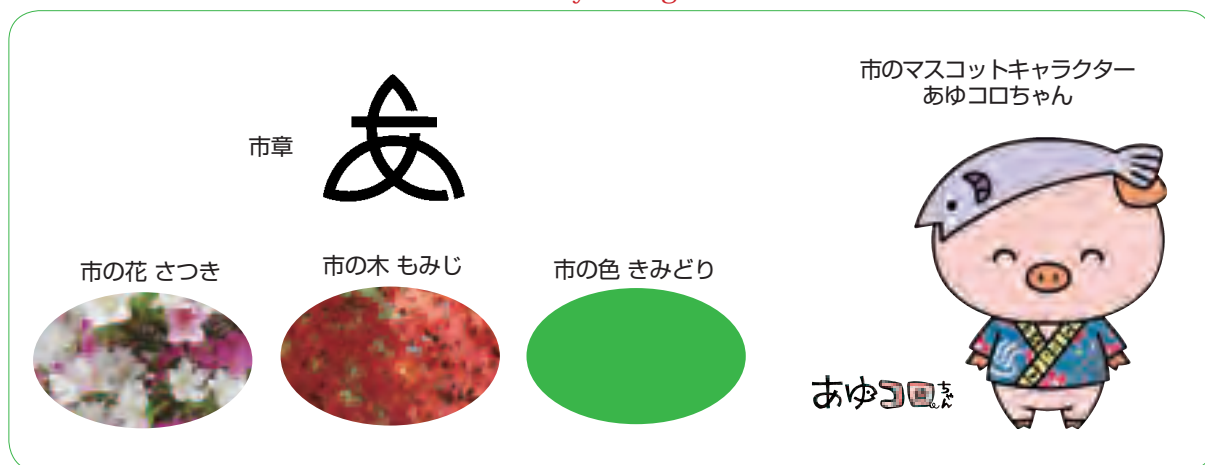 市のマスコットキャラクター
あゆコロちゃん
市章
市の花 さつき
市の木 もみじ
市の色 きみどり
あゆコロちゃん